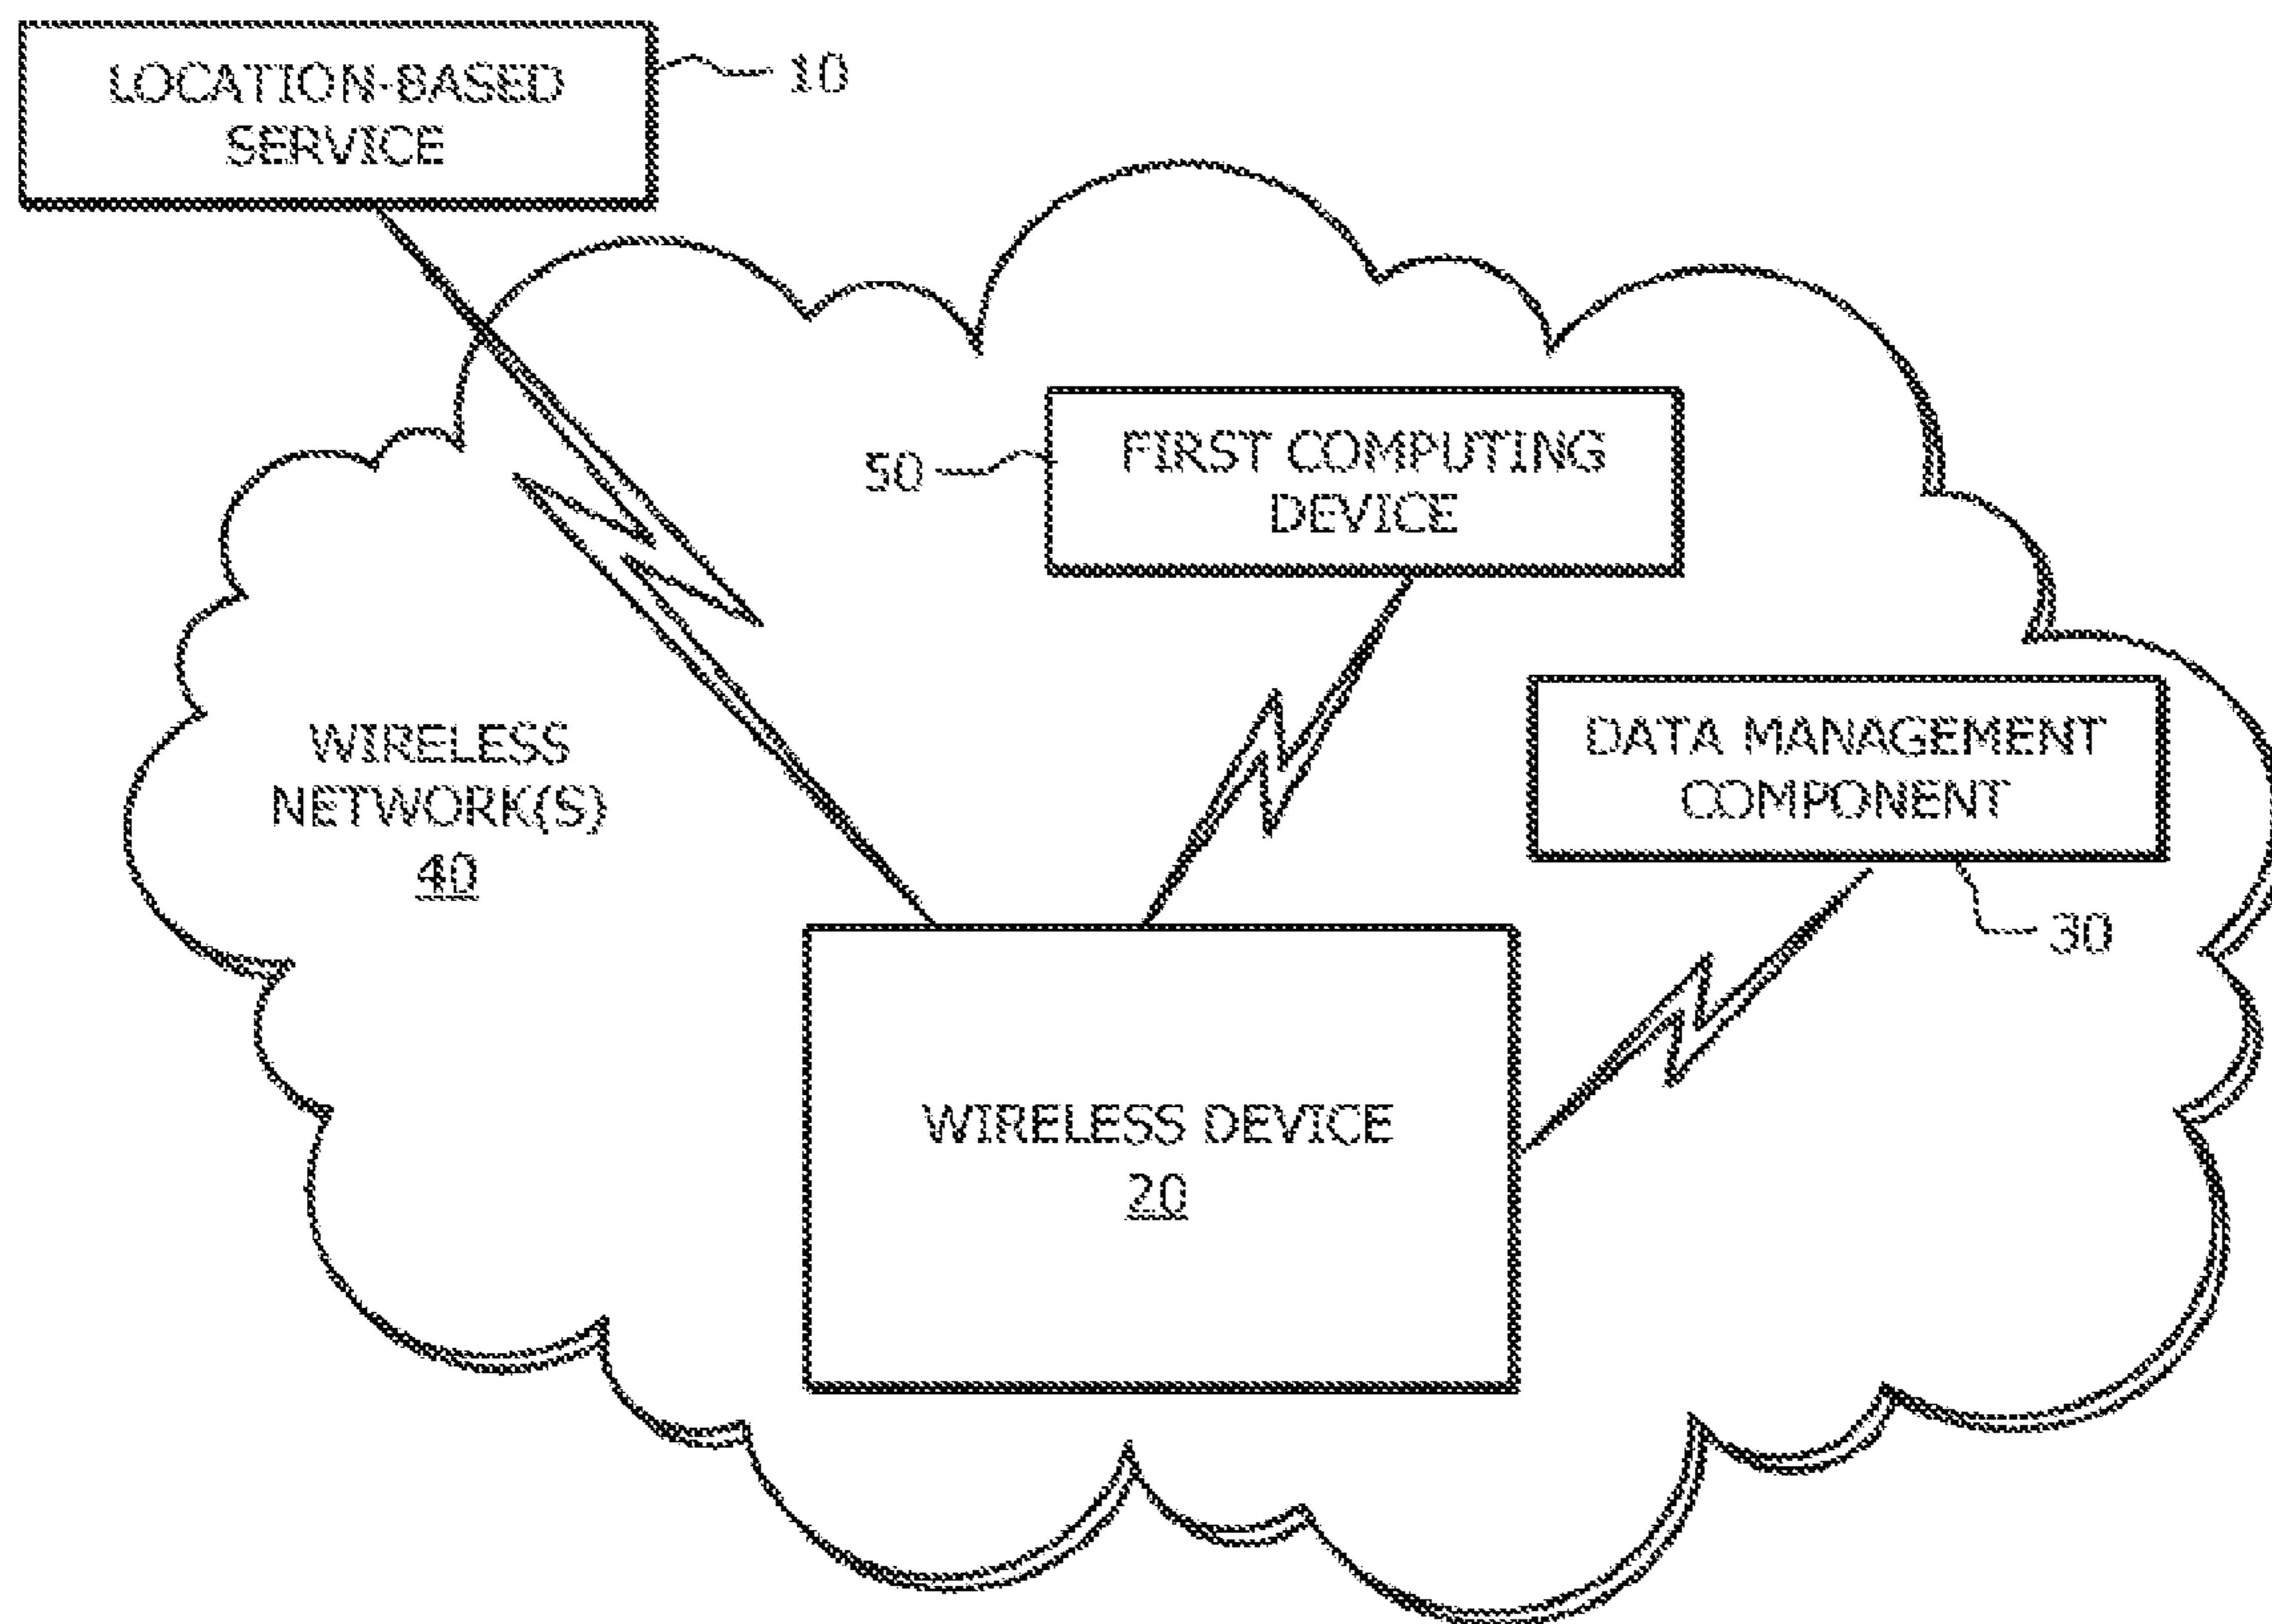 LOCATION-BASED
SERVICE
10
FIRST COMPUTING
DEVICE
50
WIRELESS
NETWORK(S)
40
DATA MANAGEMENT
COMPONENT
30
WIRELESS DEVICE
20